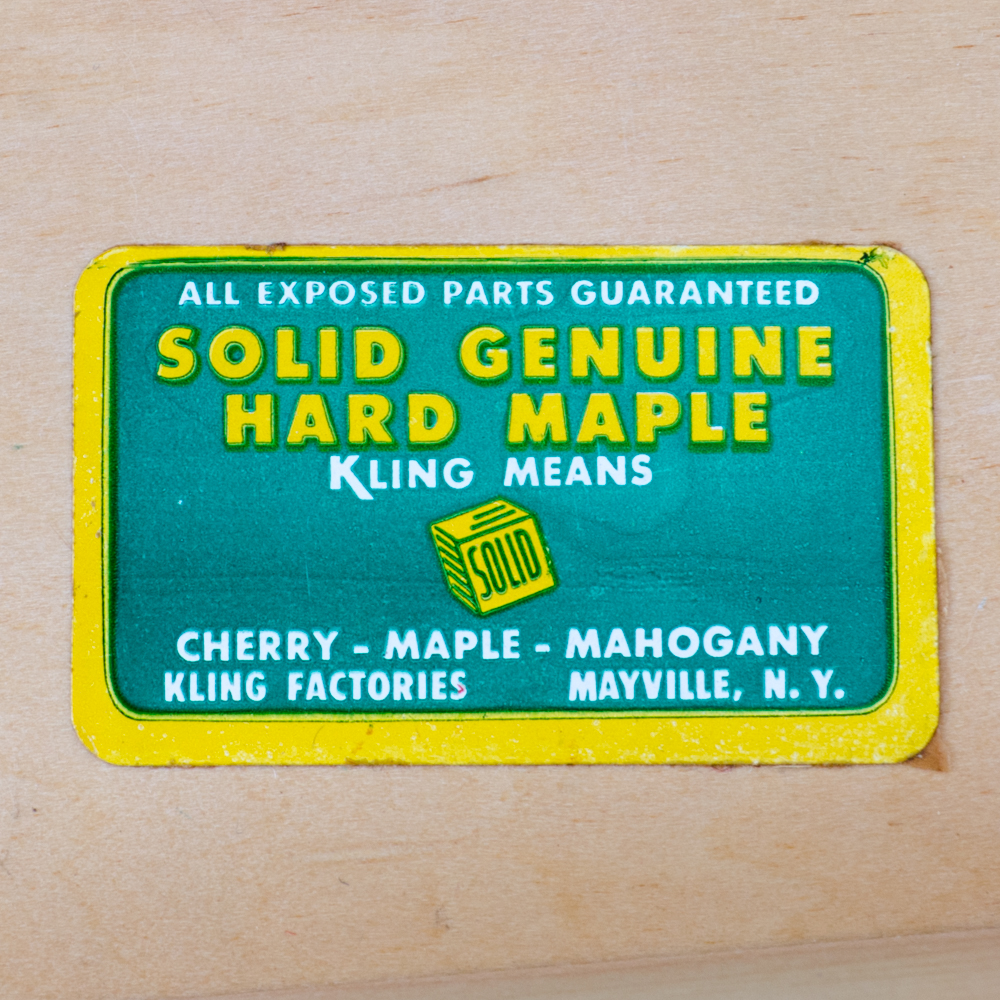 ALL EXPOSED PARTS GUARANTEED
SOLID GENUINE
HARD MAPLE
KLING MEANS
SOLID
CHERRY - MAPLE - MAHOGANY
KLING FACTORIES MAYVILLE, N. Y.